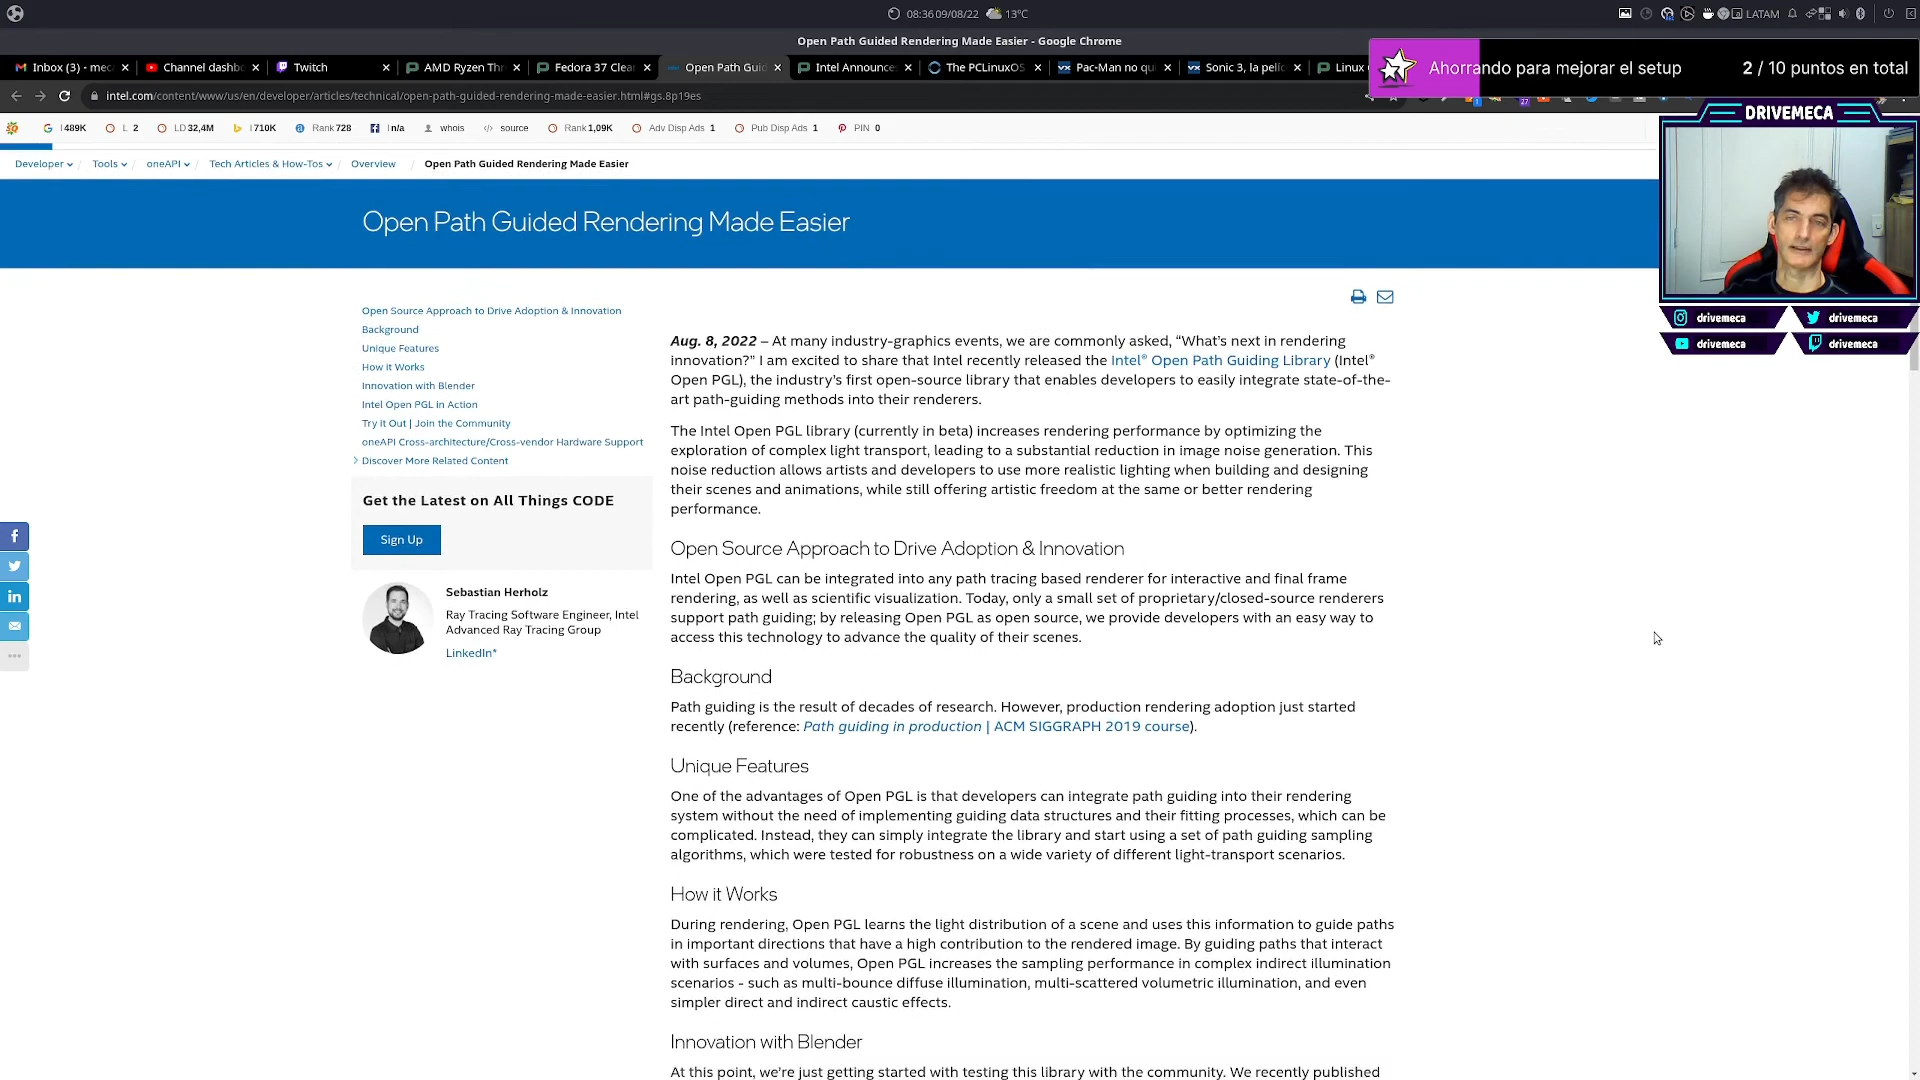 08:36 09/08/22 13°C
LATAM
Open Path Guided Rendering Made Easier - Google Chrome
Inbox (3) - mec
Channel dashbo
Twitch
AMD Ryzen Thr
Fedora 37 Clea
Open Path Guid
Intel Announce
The PCLinuxOS
Pac-Man no qu
Sonic 3, la pelíc
Linux
Ahorrando para mejorar el setup
2 / 10 puntos en total
intel.com/content/www/us/en/developer/articles/technical/open-path-guided-rendering-made-easier.html#gs.8p19es
I 489K
L 2
LD 32,4M
I 710K
Rank 728
I n/a
whois
source
Rank 1,09K
Adv Disp Ads 1
Pub Disp Ads 1
PIN 0
DRIVEMECA
drivemeca
drivemeca
drivemeca
drivemeca
Developer / Tools / oneAPI / Tech Articles & How-Tos / Overview / Open Path Guided Rendering Made Easier
Open Path Guided Rendering Made Easier
Open Source Approach to Drive Adoption & Innovation
Background
Unique Features
How it Works
Innovation with Blender
Intel Open PGL in Action
Try it Out | Join the Community
oneAPI Cross-architecture/Cross-vendor Hardware Support
Discover More Related Content
Get the Latest on All Things CODE
Sign Up
Sebastian Herholz
Ray Tracing Software Engineer, Intel
Advanced Ray Tracing Group
LinkedIn*
Aug. 8, 2022 – At many industry-graphics events, we are commonly asked, “What’s next in rendering
innovation?” I am excited to share that Intel recently released the Intel® Open Path Guiding Library (Intel®
Open PGL), the industry’s first open-source library that enables developers to easily integrate state-of-the-
art path-guiding methods into their renderers.
The Intel Open PGL library (currently in beta) increases rendering performance by optimizing the
exploration of complex light transport, leading to a substantial reduction in image noise generation. This
noise reduction allows artists and developers to use more realistic lighting when building and designing
their scenes and animations, while still offering artistic freedom at the same or better rendering
performance.
Open Source Approach to Drive Adoption & Innovation
Intel Open PGL can be integrated into any path tracing based renderer for interactive and final frame
rendering, as well as scientific visualization. Today, only a small set of proprietary/closed-source renderers
support path guiding; by releasing Open PGL as open source, we provide developers with an easy way to
access this technology to advance the quality of their scenes.
Background
Path guiding is the result of decades of research. However, production rendering adoption just started
recently (reference: Path guiding in production | ACM SIGGRAPH 2019 course).
Unique Features
One of the advantages of Open PGL is that developers can integrate path guiding into their rendering
system without the need of implementing guiding data structures and their fitting processes, which can be
complicated. Instead, they can simply integrate the library and start using a set of path guiding sampling
algorithms, which were tested for robustness on a wide variety of different light-transport scenarios.
How it Works
During rendering, Open PGL learns the light distribution of a scene and uses this information to guide paths
in important directions that have a high contribution to the rendered image. By guiding paths that interact
with surfaces and volumes, Open PGL increases the sampling performance in complex indirect illumination
scenarios - such as multi-bounce diffuse illumination, multi-scattered volumetric illumination, and even
simpler direct and indirect caustic effects.
Innovation with Blender
At this point, we’re just getting started with testing this library with the community. We recently published